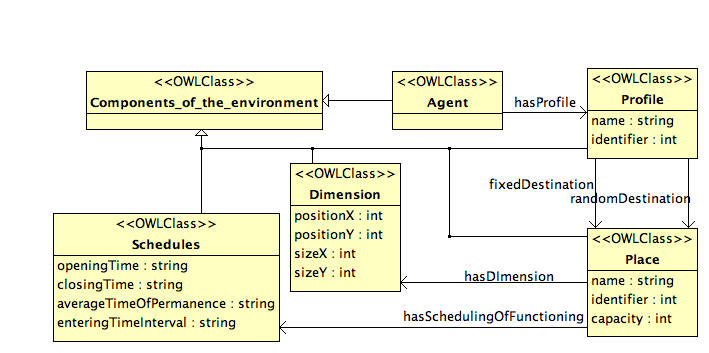 <<OWLClass>>
Components_of_the_environment
<<OWLClass>>
Agent
hasProfile
<<OWLClass>>
Profile
name : string
identifier : int
fixedDestination
randomDestination
<<OWLClass>>
Dimension
positionX : int
positionY : int
sizeX : int
sizeY : int
<<OWLClass>>
Schedules
openingTime : string
closingTime : string
averageTimeOfPermanence : string
enteringTimeInterval : string
<<OWLClass>>
Place
name : string
identifier : int
capacity : int
hasDImension
hasSchedulingOfFunctioning